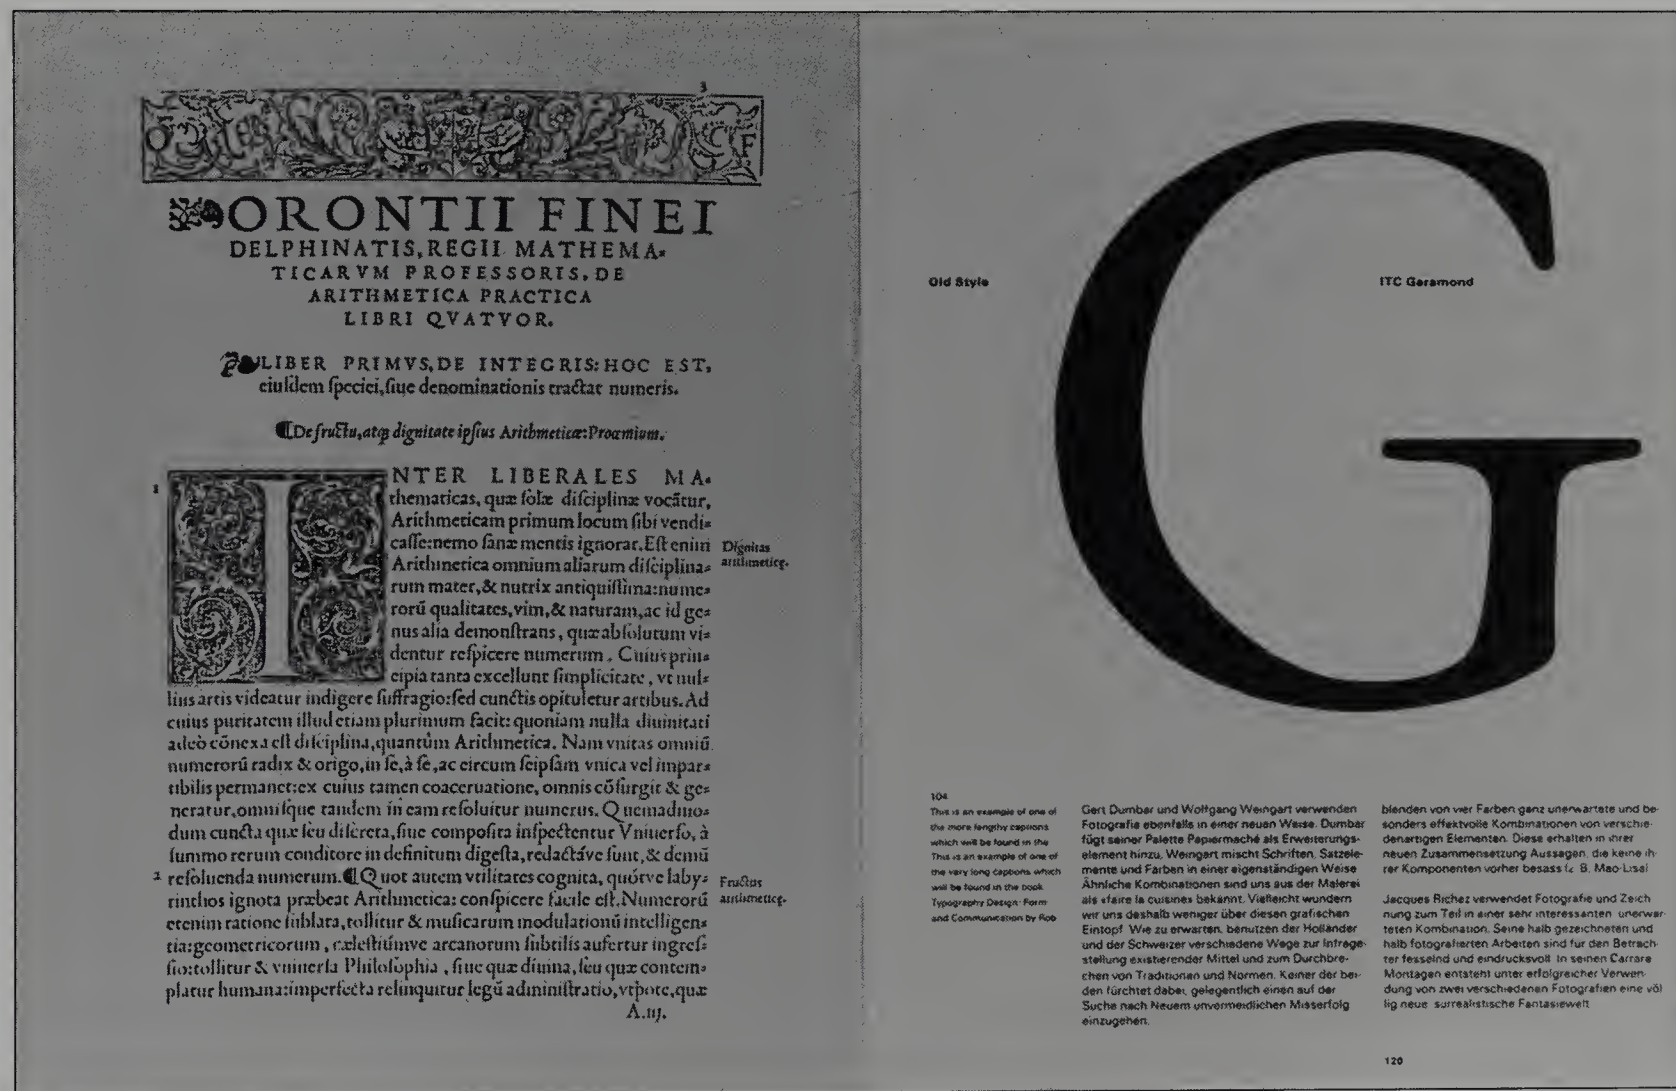 3
O F
ORONTII FINEI
DELPHINATIS, REGII MATHEMA-
TICARVM PROFESSORIS, DE
ARITHMETICA PRACTICA
LIBRI QVATVOR.
LIBER PRIMVS, DE INTEGRIS: HOC EST,
eiuſdem ſpeciei, ſiue denominationis tractat numeris.
¶De fructu, atq̃ dignitate ipſius Arithmeticæ: Proœmium.
1
INTER LIBERALES MA-
thematicas, quæ ſolæ diſciplinæ vocãtur,
Arithmeticam primum locum ſibi vendi-
caſſe: nemo ſanæ mentis ignorat. Eſt enim
Dignitas
Arithmetica omnium aliarum diſciplina-
arithmeticę.
rum mater, & nutrix antiquiſſima: nume-
rorũ qualitates, vim, & naturam, ac id ge-
nus alia demonſtrans, quæ abſolutum vi-
dentur reſpicere numerum. Cuius prin-
cipia tanta excellunt ſimplicitate, vt nul-
lius artis videatur indigere ſuffragio: ſed cunctis opituletur artibus. Ad
cuius puritatem illud etiam plurimum facit: quoniam nulla diuinitati
adeò cõnexa eſt diſciplina, quantùm Arithmetica. Nam vnitas omniũ
numerorũ radix & origo, in ſe, à ſe, ac circum ſeipſam vnica vel impar-
tibilis permanet: ex cuius tamen coaceruatione, omnis cõſurgit & ge-
neratur, omniſque tandem in eam reſoluitur numerus. Quemadmo-
dum cuncta quæ ſeu diſcreta, ſiue compoſita inſpectentur Vniuerſo, à
ſummo rerum conditore in definitum digeſta, redactáve ſunt, & demũ
2
reſoluenda numerum. ¶Quot autem vtilitates cognita, quótve laby-
Fructus
rinthos ignota præbeat Arithmetica: conſpicere facile eſt. Numerorũ
arithmeticę.
etenim ratione ſublata, tollitur & muſicarum modulationũ intelligen-
tia: geometricorum, cæleſtiúmve arcanorum ſubtilis aufertur ingreſ-
ſio: tollitur & vniuerſa Philoſophia, ſiue quæ diuina, ſeu quæ contem-
platur humana: imperfecta relinquitur legũ adminiſtratio, vtpote, quæ
A.iij.
G
Old Style
ITC Garamond
104
This is an example of one of
the more lengthy captions
which will be found in the
This is an example of one of
the very long captions which
will be found in the book
Typography Design: Form
and Communication by Rob
Gert Dumbar und Wolfgang Weingart verwenden
Fotografie ebenfalls in einer neuen Weise. Dumbar
fügt seiner Palette Papiermaché als Erweiterungs-
element hinzu, Weingart mischt Schriften, Satzele-
mente und Farben in einer eigenständigen Weise
Ähnliche Kombinationen sind uns aus der Malerei
als «faire la cuisine» bekannt. Vielleicht wundern
wir uns deshalb weniger über diesen grafischen
Eintopf. Wie zu erwarten, benutzen der Holländer
und der Schweizer verschiedene Wege zur Infrage-
stellung existierender Mittel und zum Durchbre-
chen von Traditionen und Normen. Keiner der bei-
den fürchtet dabei, gelegentlich einen auf der
Suche nach Neuem unvermeidlichen Misserfolg
einzugehen.
blenden von vier Farben ganz unerwartete und be-
sonders effektvolle Kombinationen von verschie-
denartigen Elementen. Diese erhalten in ihrer
neuen Zusammensetzung Aussagen, die keine ih-
rer Komponenten vorher besass (z. B. Mao-Lisa)
Jacques Richez verwendet Fotografie und Zeich
nung zum Teil in einer sehr interessanten unerwar-
teten Kombination. Seine halb gezeichneten und
halb fotografierten Arbeiten sind für den Betrach-
ter fesselnd und eindrucksvoll. In seinen Carrara
Montagen entsteht unter erfolgreicher Verwen-
dung von zwei verschiedenen Fotografien eine völ
lig neue surrealistische Fantasiewelt
120